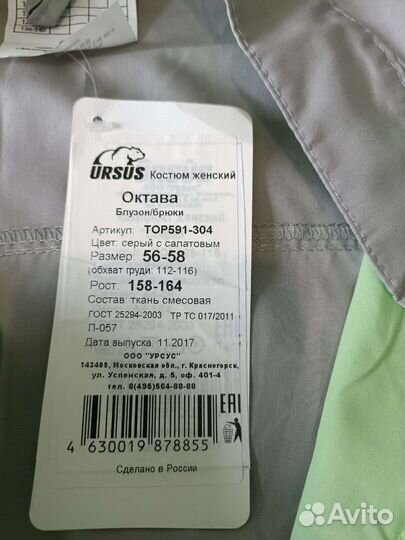 136-140
URSUS Костюм женский
Октава
Блузон/брюки
Артикул: ТОР591-304
Цвет: серый с салатовым
Размер: 56-58
(обхват груди: 112-116)
Рост: 158-164
Состав: ткань смесовая
ГОСТ 25294-2003 ТР ТС 017/2011
П-057
Дата выпуска: 11.2017
ООО "УРСУС"
143409, Московская обл., г. Красногорск,
ул. Успенская, д. 5, оф. 401-4
тел. 8(495)564-88-88
EAC
4 630019 878855
Сделано в России
Avito